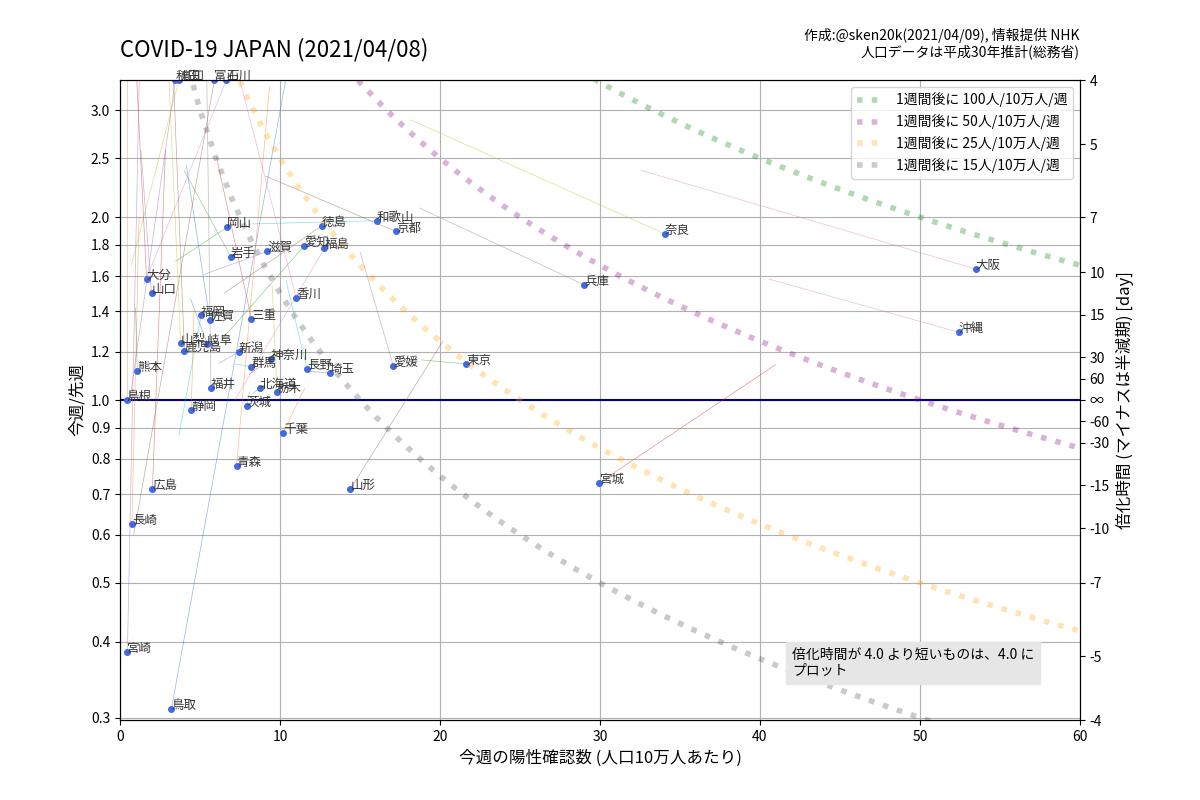 COVID-19 JAPAN (2021/04/08)
作成:@sken20k(2021/04/09), 情報提供 NHK
人口データは平成30年推計(総務省)
1週間後に 100人/10万人/週
1週間後に 50人/10万人/週
1週間後に 25人/10万人/週
1週間後に 15人/10万人/週
富山
石川
和歌山
岡山
徳島
京都
奈良
愛知
福島
滋賀
岩手
大阪
大分
山口
兵庫
香川
福岡
佐賀
三重
沖縄
山梨
岐阜
鹿児島
新潟
神奈川
群馬
長野
埼玉
愛媛
東京
熊本
福井
北海道
栃木
島根
静岡
茨城
千葉
青森
宮城
広島
山形
長崎
宮崎
鳥取
倍化時間が 4.0 より短いものは、4.0 に
プロット
3.0
2.5
2.0
1.8
1.6
1.4
1.2
1.0
0.9
0.8
0.7
0.6
0.5
0.4
0.3
今週/先週
4
5
7
10
15
30
60
∞
-60
-30
-15
-10
-7
-5
-4
倍化時間 (マイナスは半減期) [day]
0
10
20
30
40
50
60
今週の陽性確認数 (人口10万人あたり)